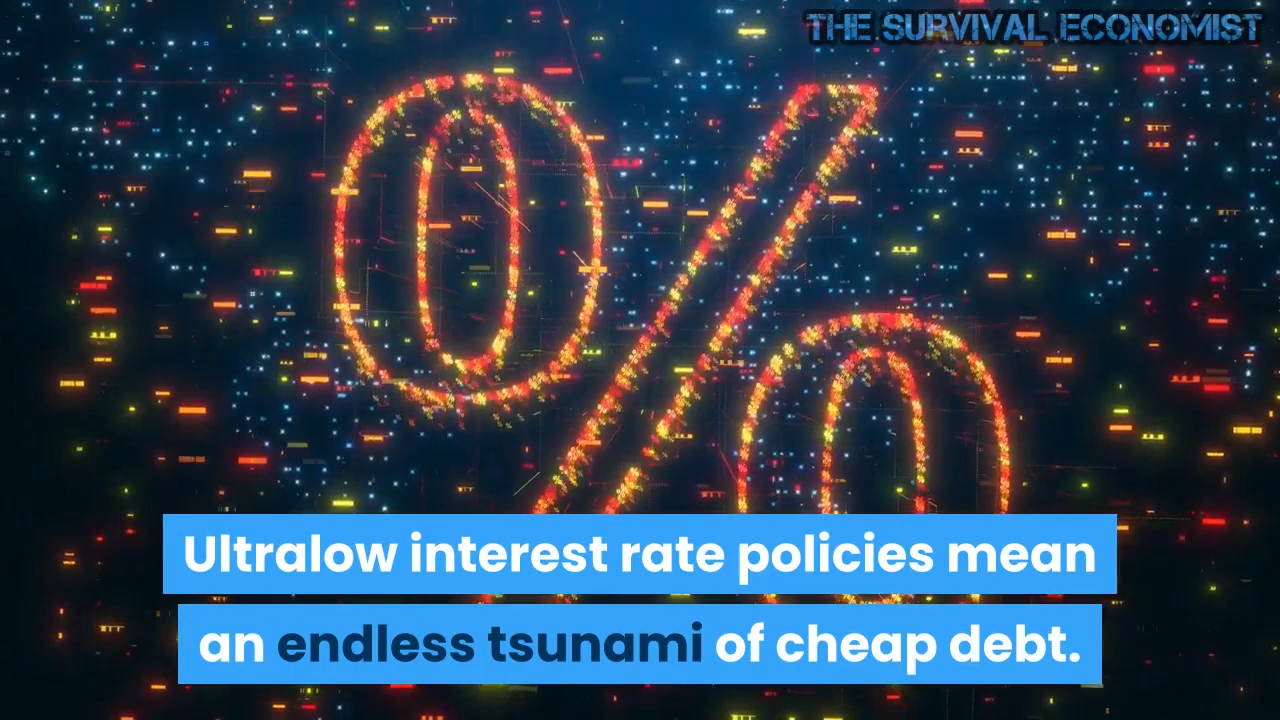 THE SURVIVAL ECONOMIST
%
Ultralow interest rate policies mean
an endless tsunami of cheap debt.